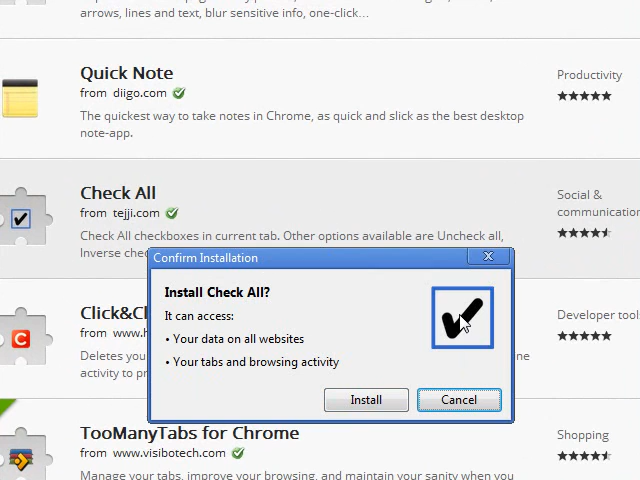 arrows, lines and text, blur sensitive info, one-click...
Quick Note
Productivity
from diigo.com
The quickest way to take notes in Chrome, as quick and slick as the best desktop
note-app.
Check All
Social &
from tejji.com
communication
Check All checkboxes in current tab. Other options available are Uncheck all,
Inverse che
Confirm Installation
Install Check All?
It can access:
• Your data on all websites
• Your tabs and browsing activity
Install
Cancel
Click&Cl
Developer tools
from www.h
Deletes you
activity to pr
TooManyTabs for Chrome
Shopping
from www.visibotech.com
Manage your tabs, improve your browsing, and maintain your sanity when you